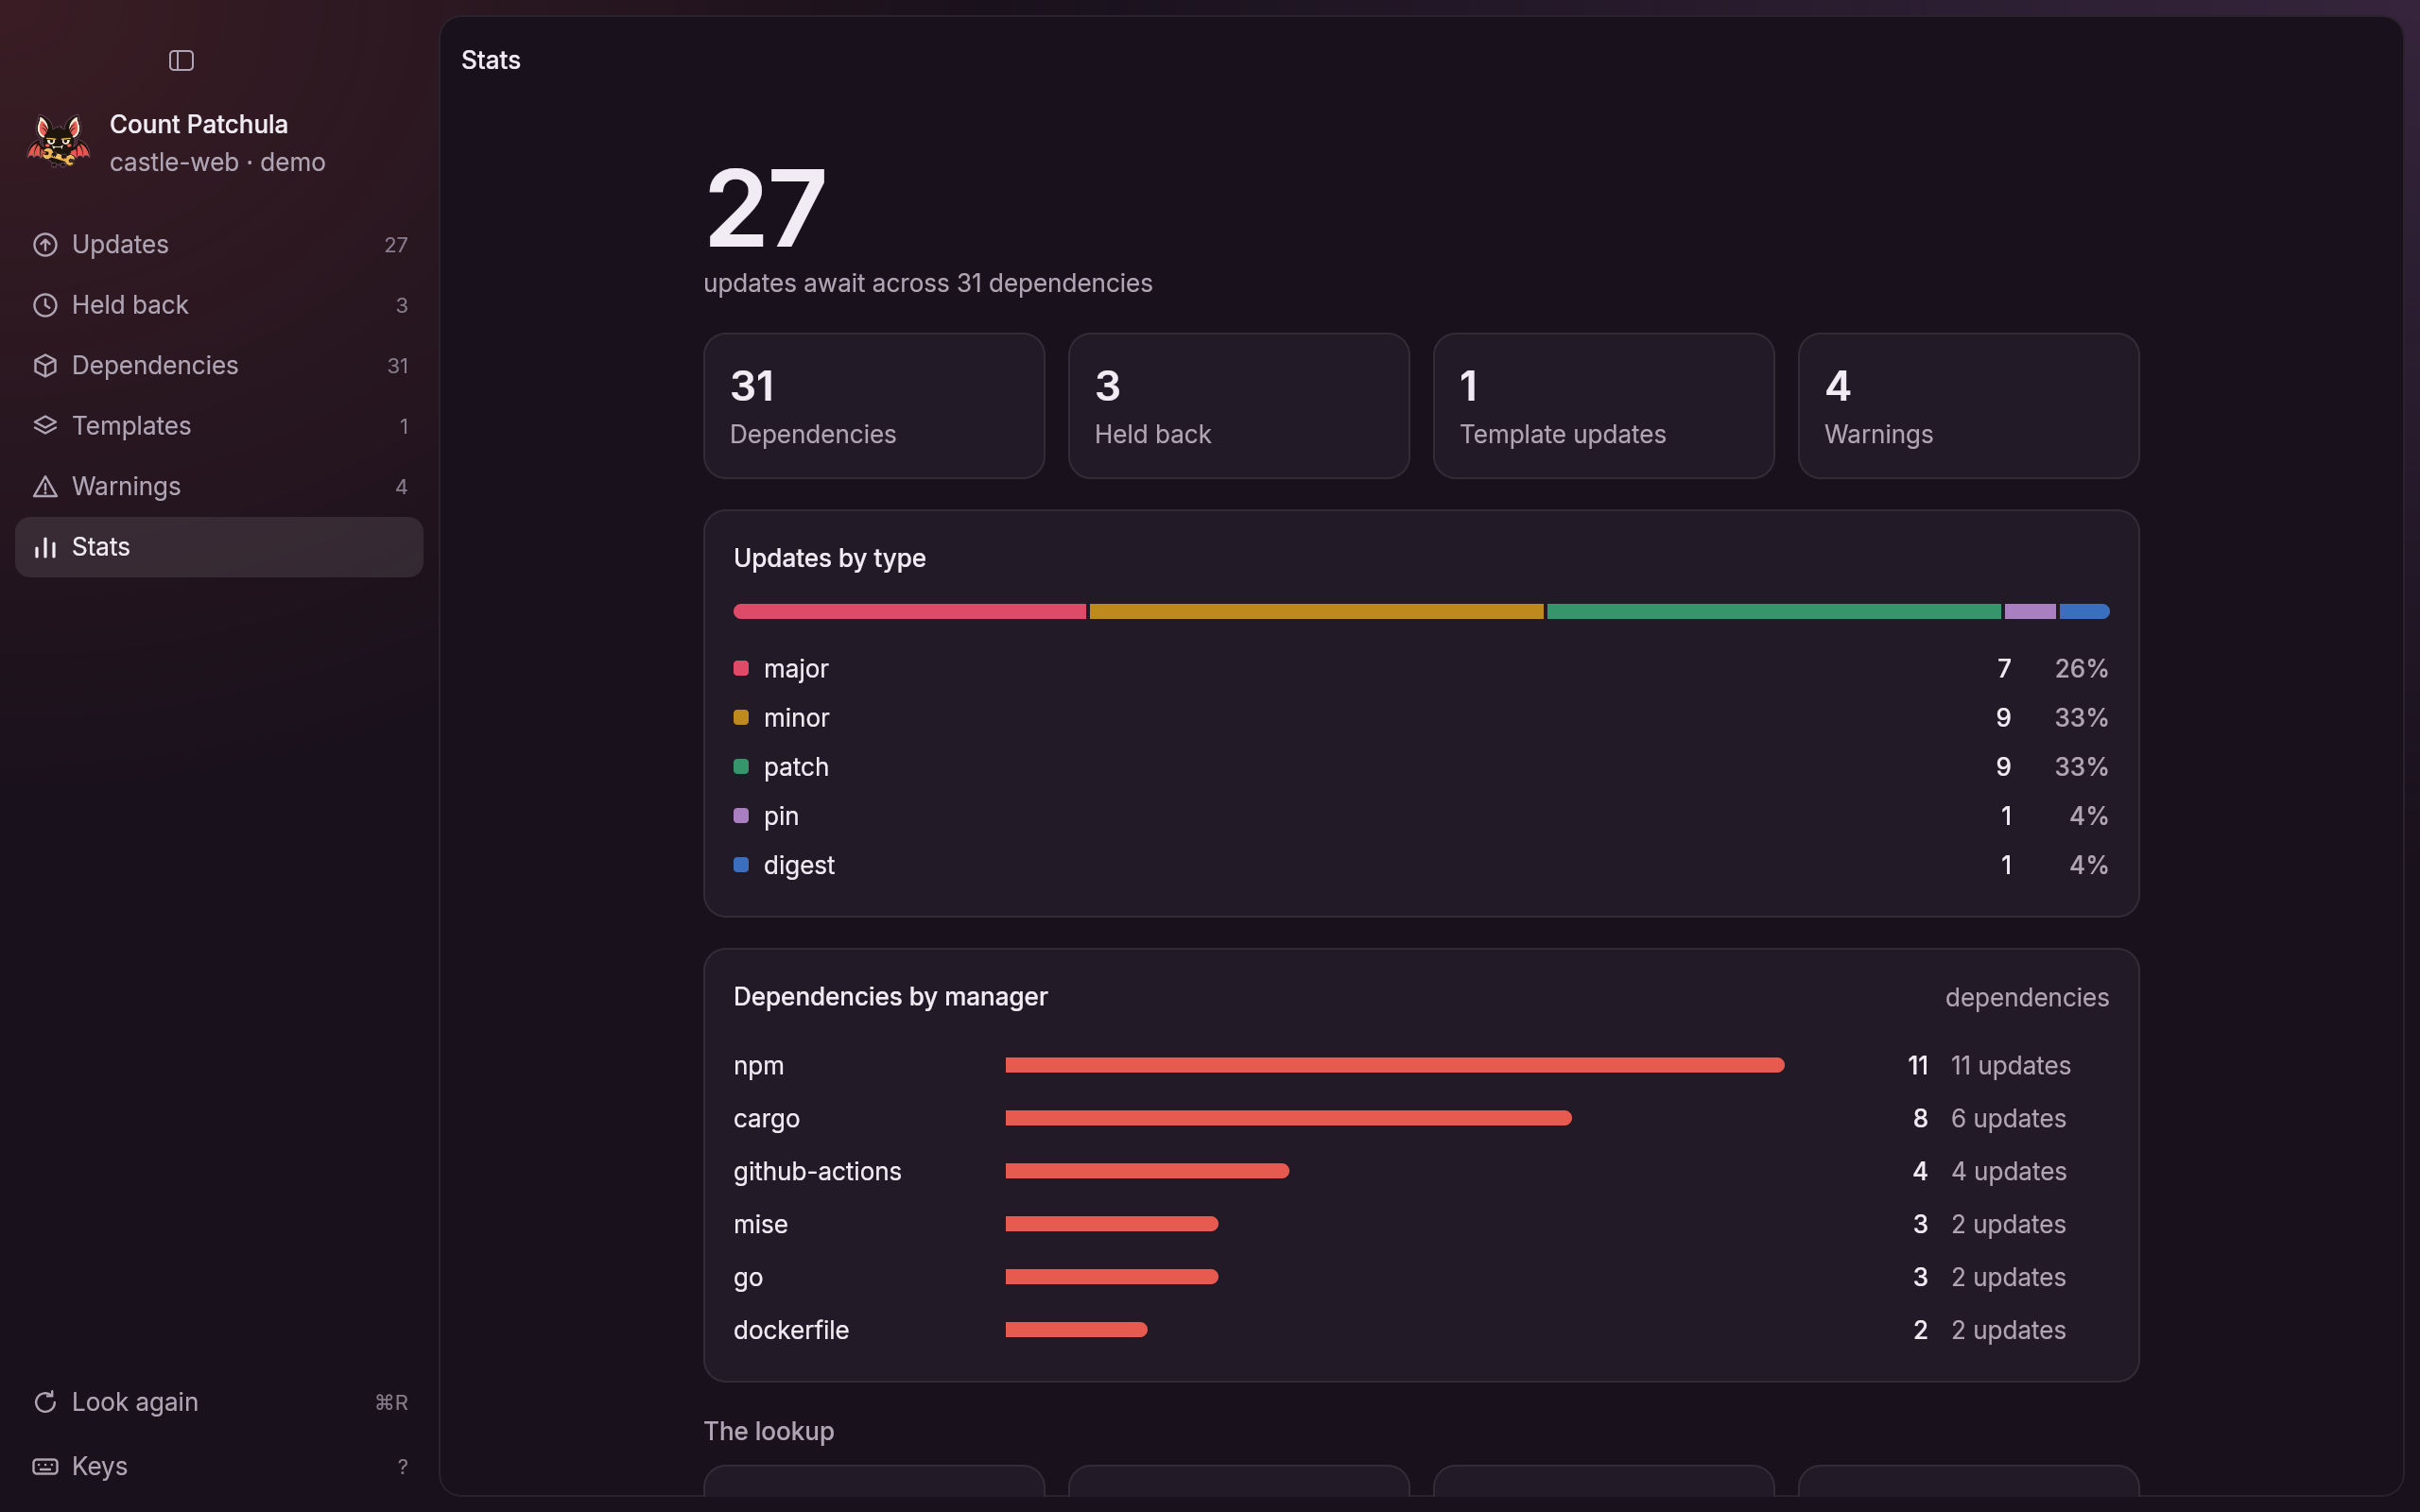 Count Patchula
castle-web · demo
Updates 27
Held back 3
Dependencies 31
Templates 1
Warnings 4
Stats
Look again ⌘R
Keys ?
Stats
27
updates await across 31 dependencies
31
Dependencies
3
Held back
1
Template updates
4
Warnings
Updates by type
major 7 26%
minor 9 33%
patch 9 33%
pin 1 4%
digest 1 4%
Dependencies by manager dependencies
npm 11 11 updates
cargo 8 6 updates
github-actions 4 4 updates
mise 3 2 updates
go 3 2 updates
dockerfile 2 2 updates
The lookup